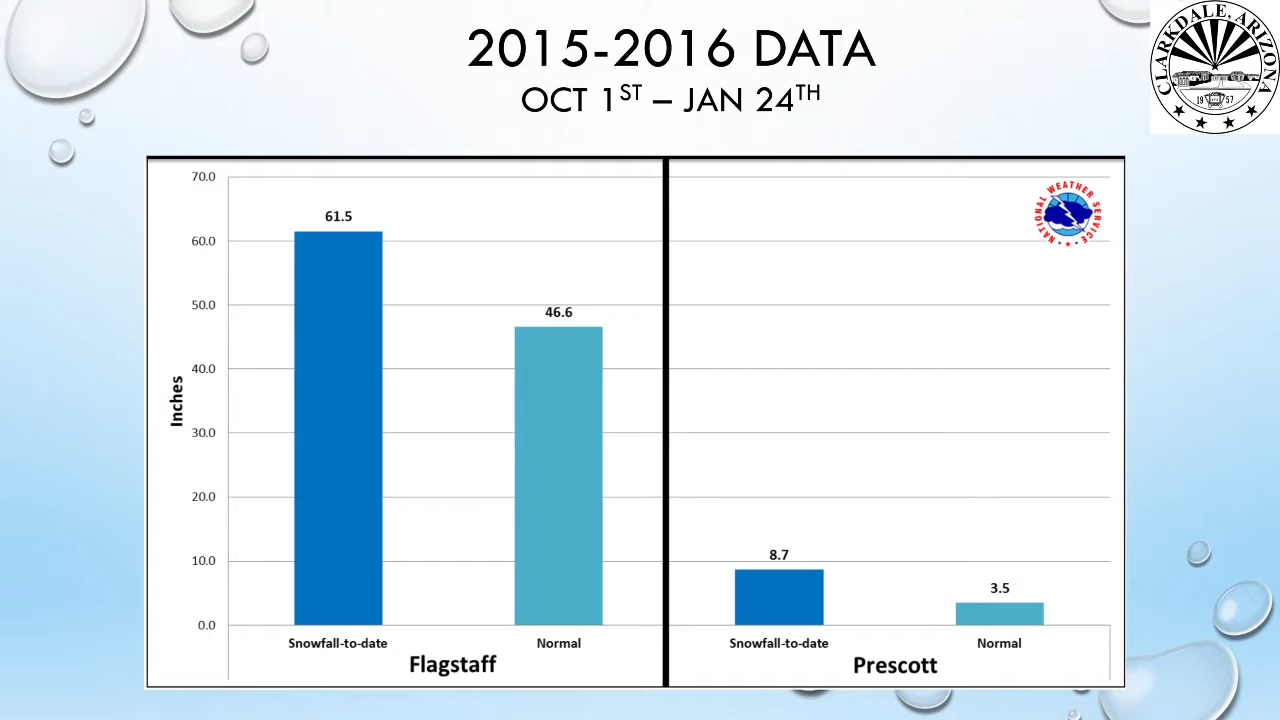 2015-2016 DATA
OCT 1ST – JAN 24TH
CLARKDALE, ARIZONA
1957
NATIONAL WEATHER SERVICE
70.0
60.0
50.0
40.0
30.0
20.0
10.0
0.0
Inches
61.5
46.6
8.7
3.5
Snowfall-to-date
Normal
Snowfall-to-date
Normal
Flagstaff
Prescott